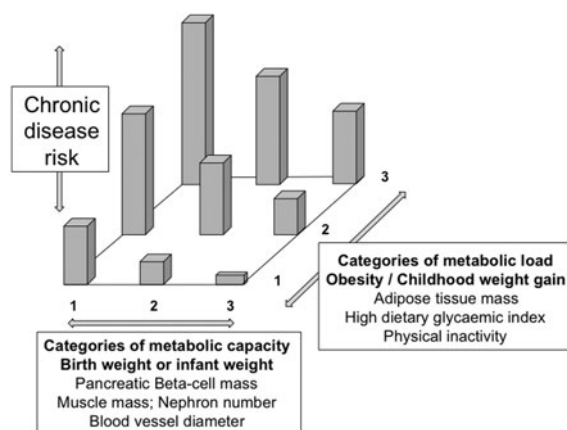 Chronic
disease
risk
3
2
1
1
2
3
Categories of metabolic load
Obesity / Childhood weight gain
Adipose tissue mass
High dietary glycaemic index
Physical inactivity
Categories of metabolic capacity
Birth weight or infant weight
Pancreatic Beta-cell mass
Muscle mass; Nephron number
Blood vessel diameter